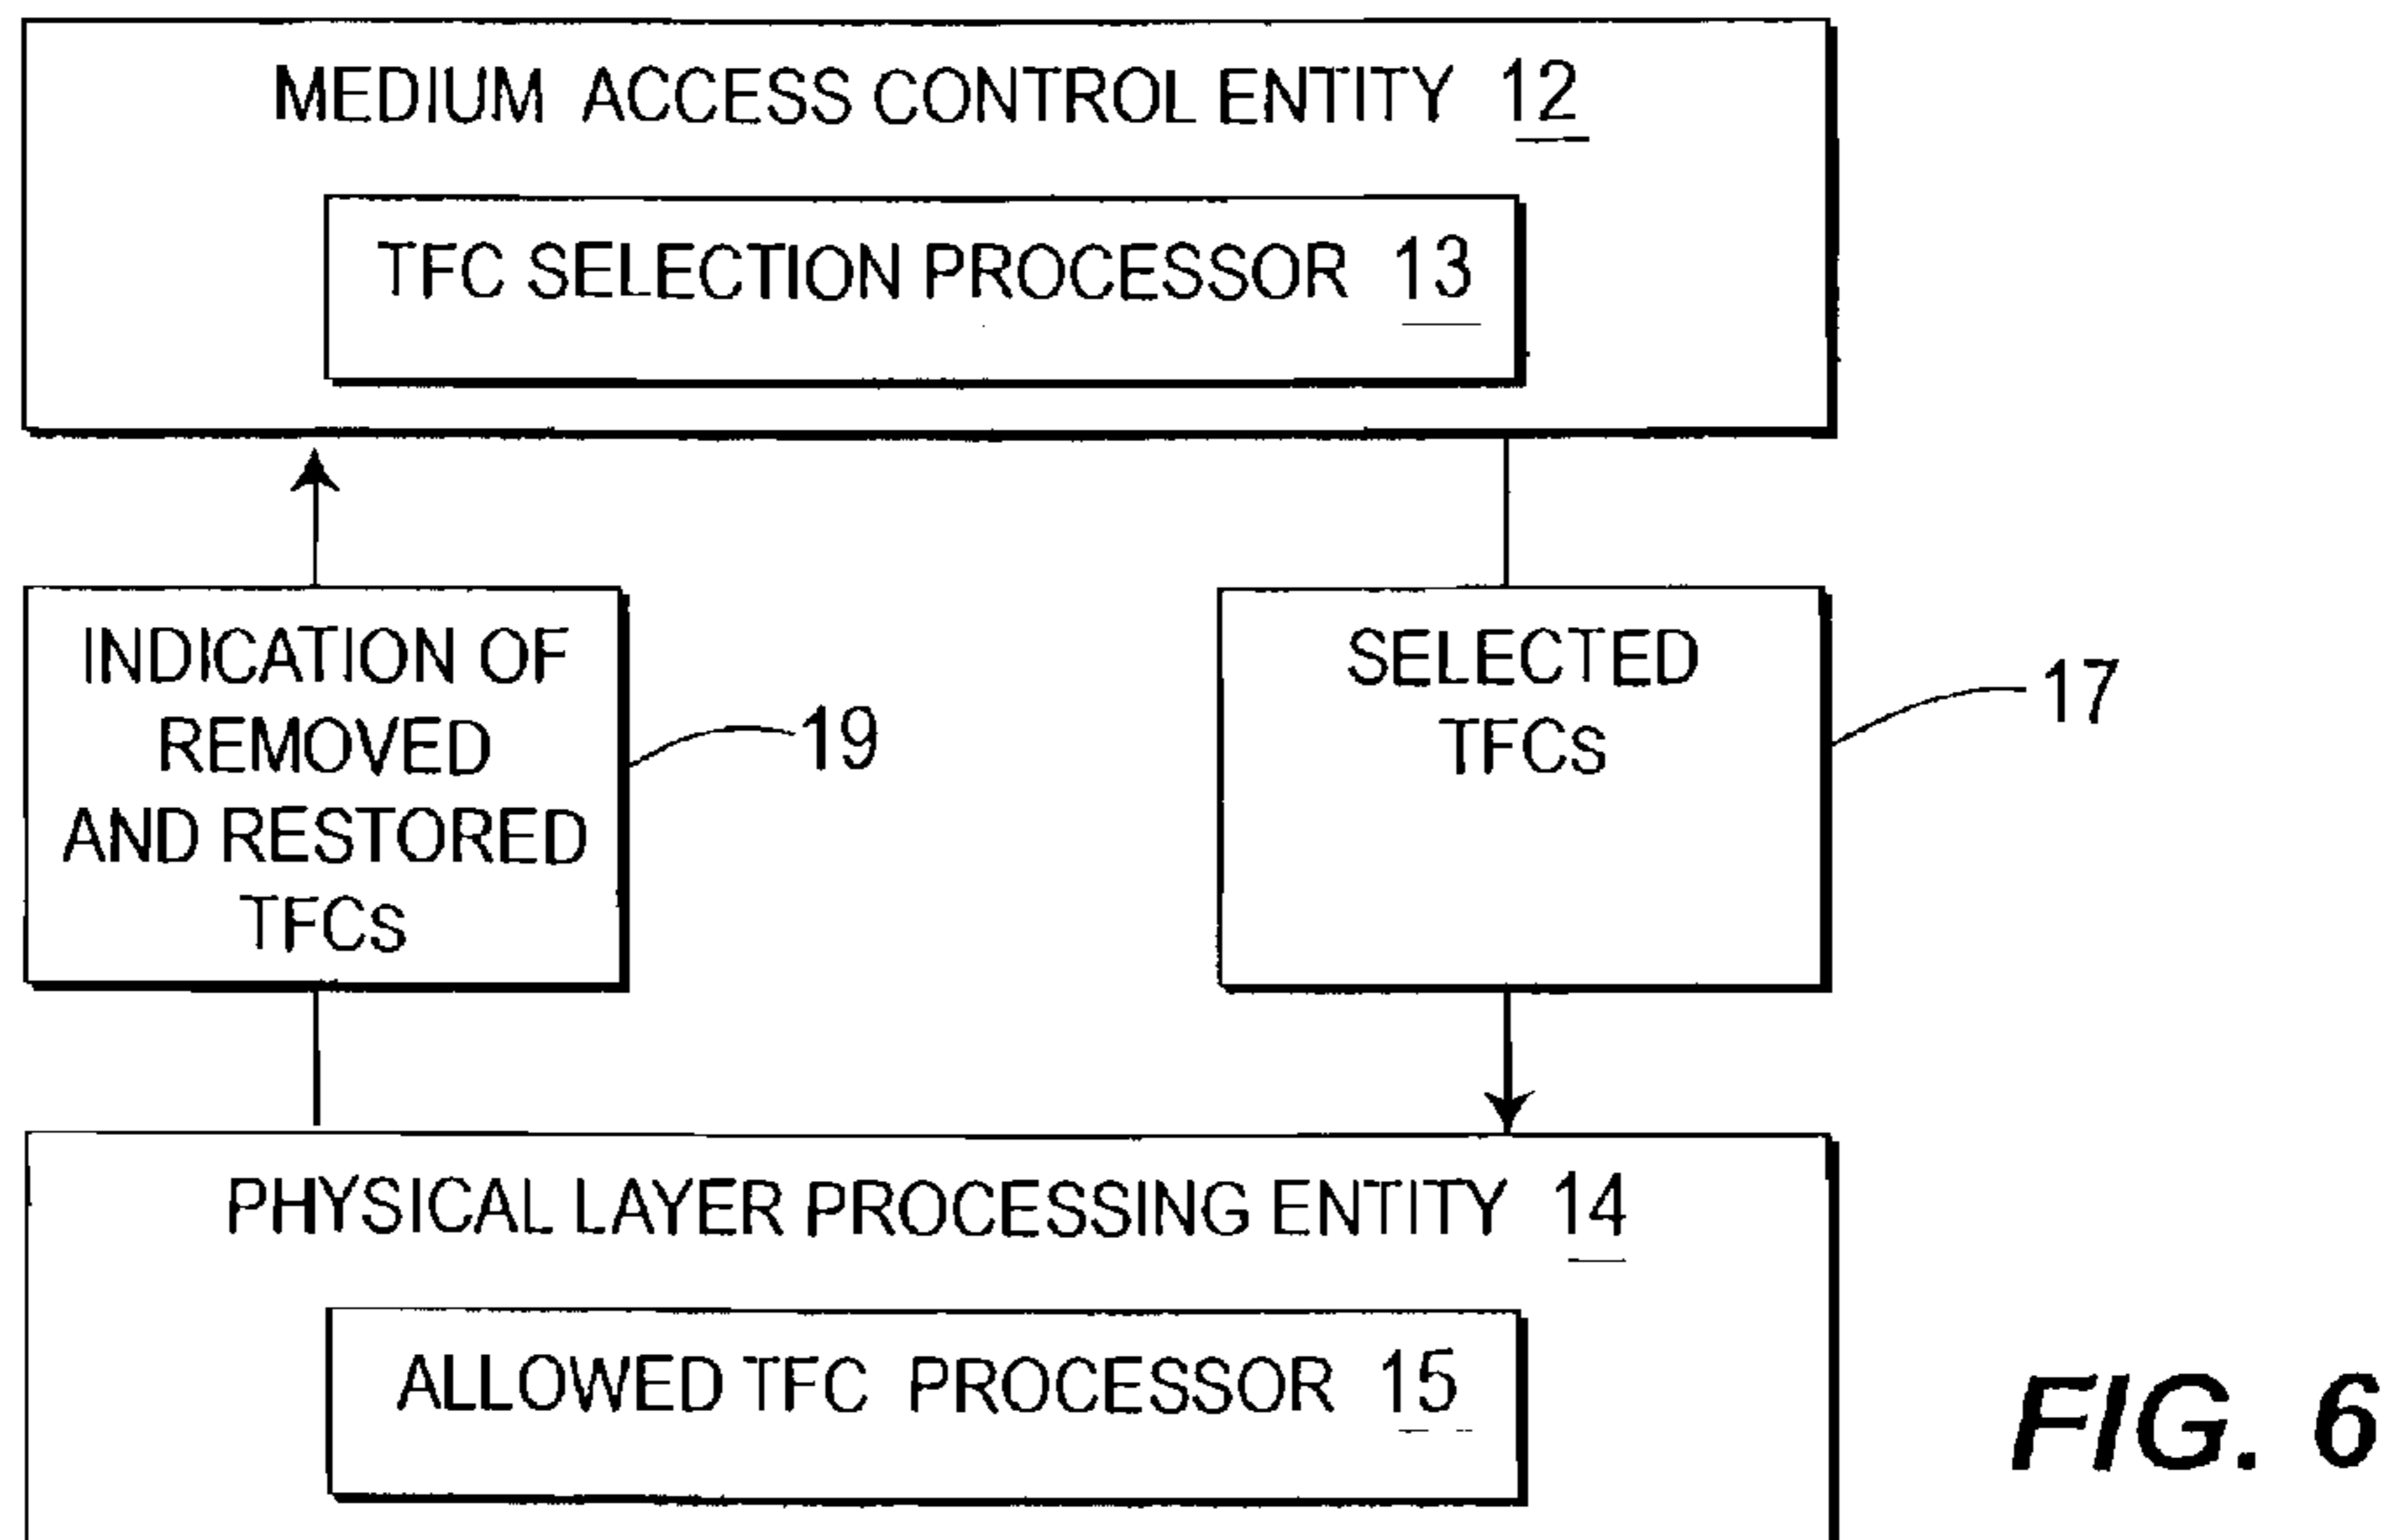 MEDIUM ACCESS CONTROL ENTITY 12
TFC SELECTION PROCESSOR 13
INDICATION OF
REMOVED
AND RESTORED
TFCS
19
SELECTED
TFCS
17
PHYSICAL LAYER PROCESSING ENTITY 14
ALLOWED TFC PROCESSOR 15
FIG. 6